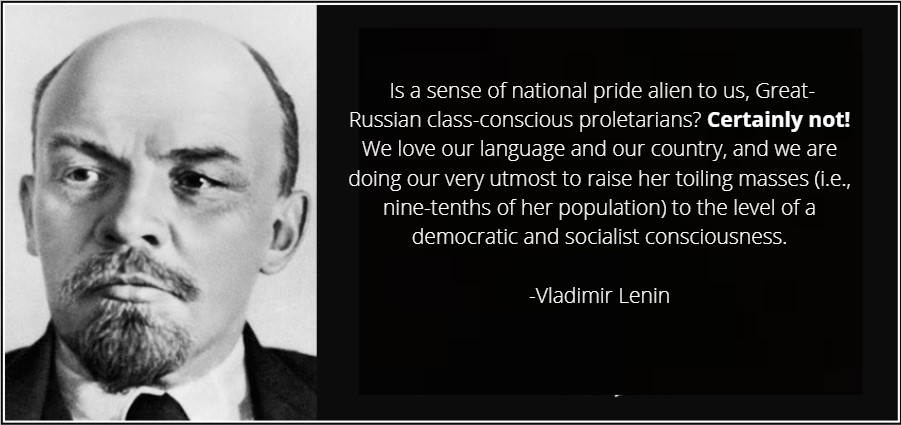 Is a sense of national pride alien to us, Great-
Russian class-conscious proletarians? Certainly not!
We love our language and our country, and we are
doing our very utmost to raise her toiling masses (i.e.,
nine-tenths of her population) to the level of a
democratic and socialist consciousness.
-Vladimir Lenin